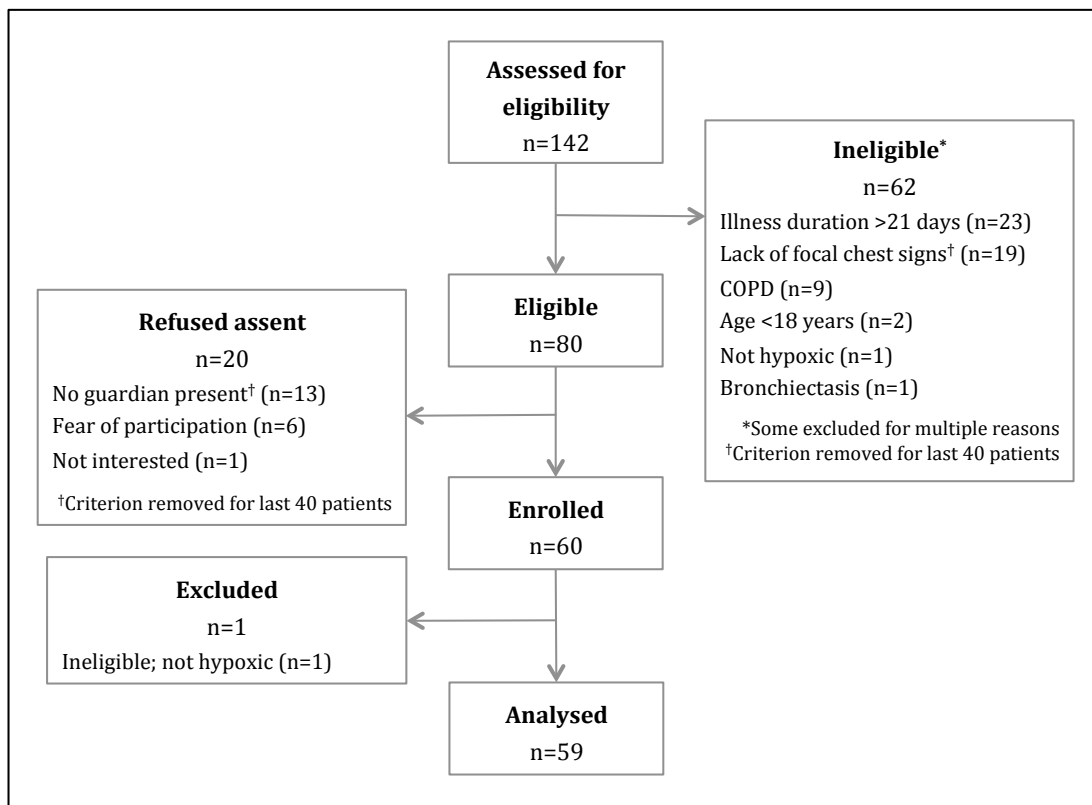 Assessed for
eligibility
n=142
Ineligible*
n=62
Illness duration >21 days (n=23)
Lack of focal chest signs† (n=19)
COPD (n=9)
Age <18 years (n=2)
Not hypoxic (n=1)
Bronchiectasis (n=1)
*Some excluded for multiple reasons
†Criterion removed for last 40 patients
Eligible
n=80
Refused assent
n=20
No guardian present† (n=13)
Fear of participation (n=6)
Not interested (n=1)
†Criterion removed for last 40 patients
Enrolled
n=60
Excluded
n=1
Ineligible; not hypoxic (n=1)
Analysed
n=59